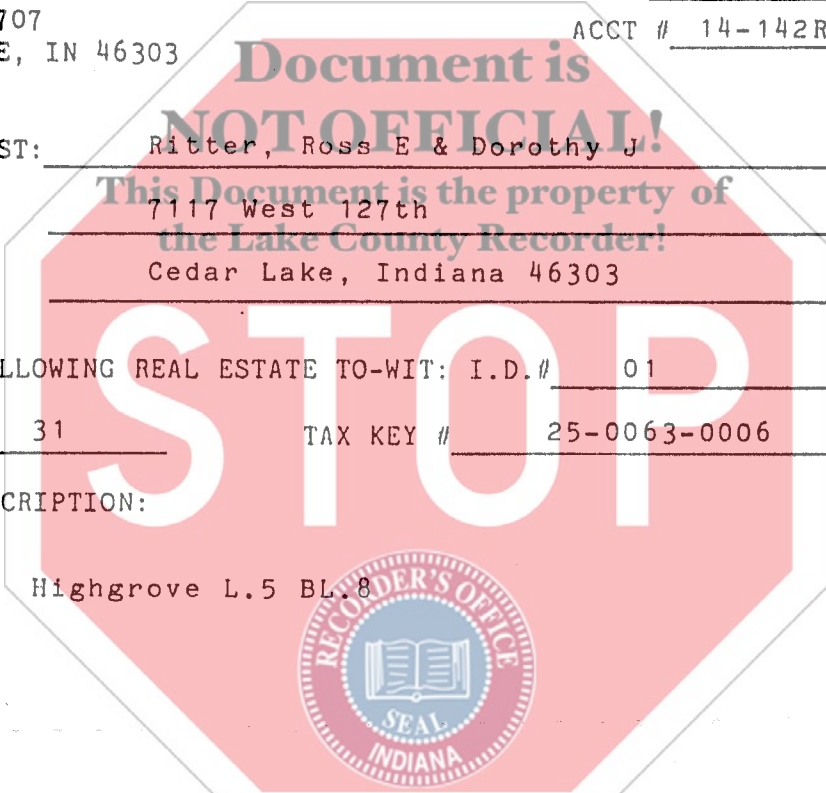 707
E, IN 46303
ACCT # 14-142R
Document is
NOT OFFICIAL!
ST: Ritter, Ross E & Dorothy J
This Document is the property of
7117 West 127th
the Lake County Recorder!
Cedar Lake, Indiana 46303
STOP
LLOWING REAL ESTATE TO-WIT: I.D.# 01
31 TAX KEY # 25-0063-0006
CRIPTION:
Highgrove L.5 BL.8
RECORDER'S OFFICE
SEAL
INDIANA